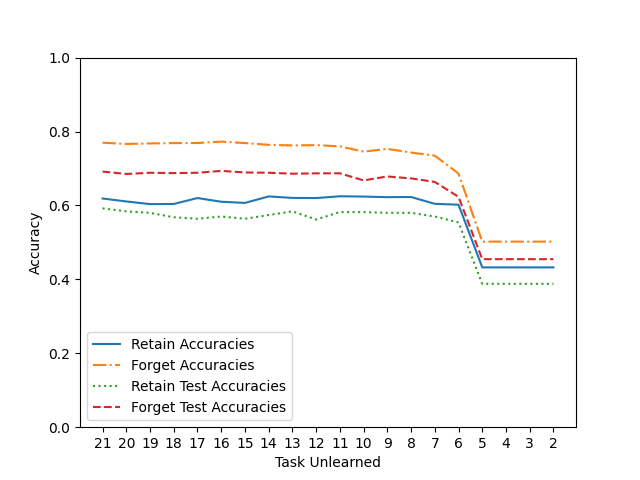 1.0
0.8
0.6
0.4
0.2
0.0
Accuracy
Retain Accuracies
Forget Accuracies
Retain Test Accuracies
Forget Test Accuracies
21 20 19 18 17 16 15 14 13 12 11 10 9 8 7 6 5 4 3 2
Task Unlearned